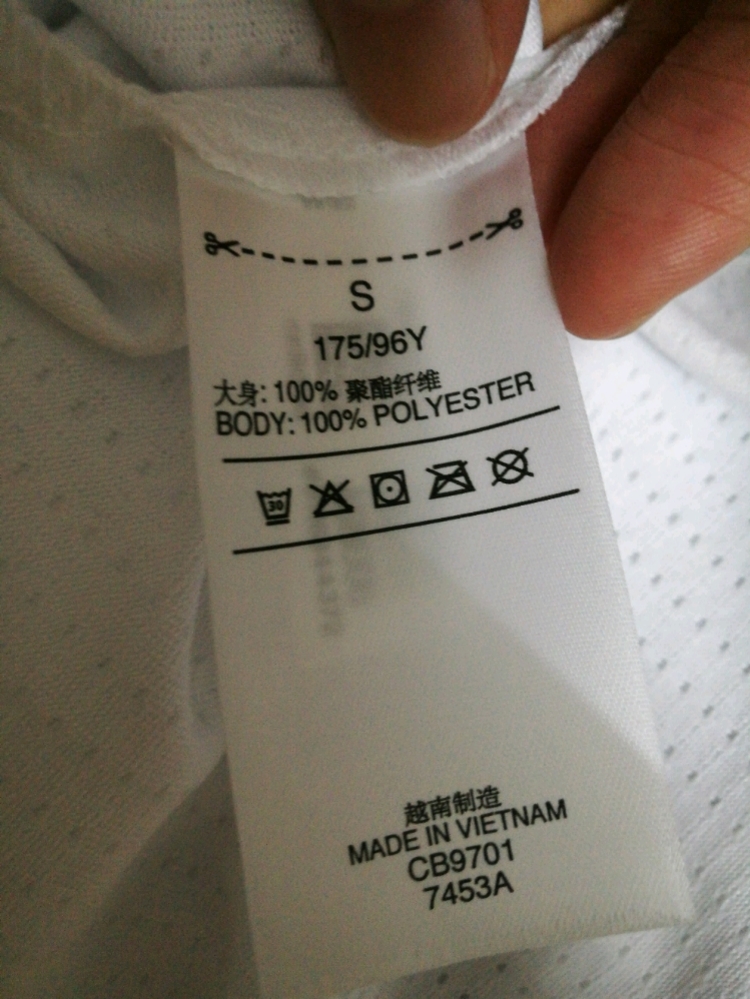 S
175/96Y
大身: 100% 聚酯纤维
BODY: 100% POLYESTER
30
越南制造
MADE IN VIETNAM
CB9701
7453A